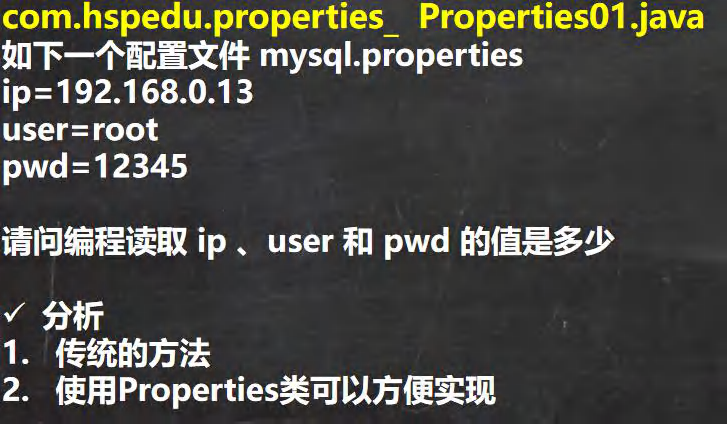 com.hspedu.properties_ Properties01.java
如下一个配置文件 mysql.properties
ip=192.168.0.13
user=root
pwd=12345
请问编程读取 ip 、user 和 pwd 的值是多少
✓ 分析
1. 传统的方法
2. 使用Properties类可以方便实现